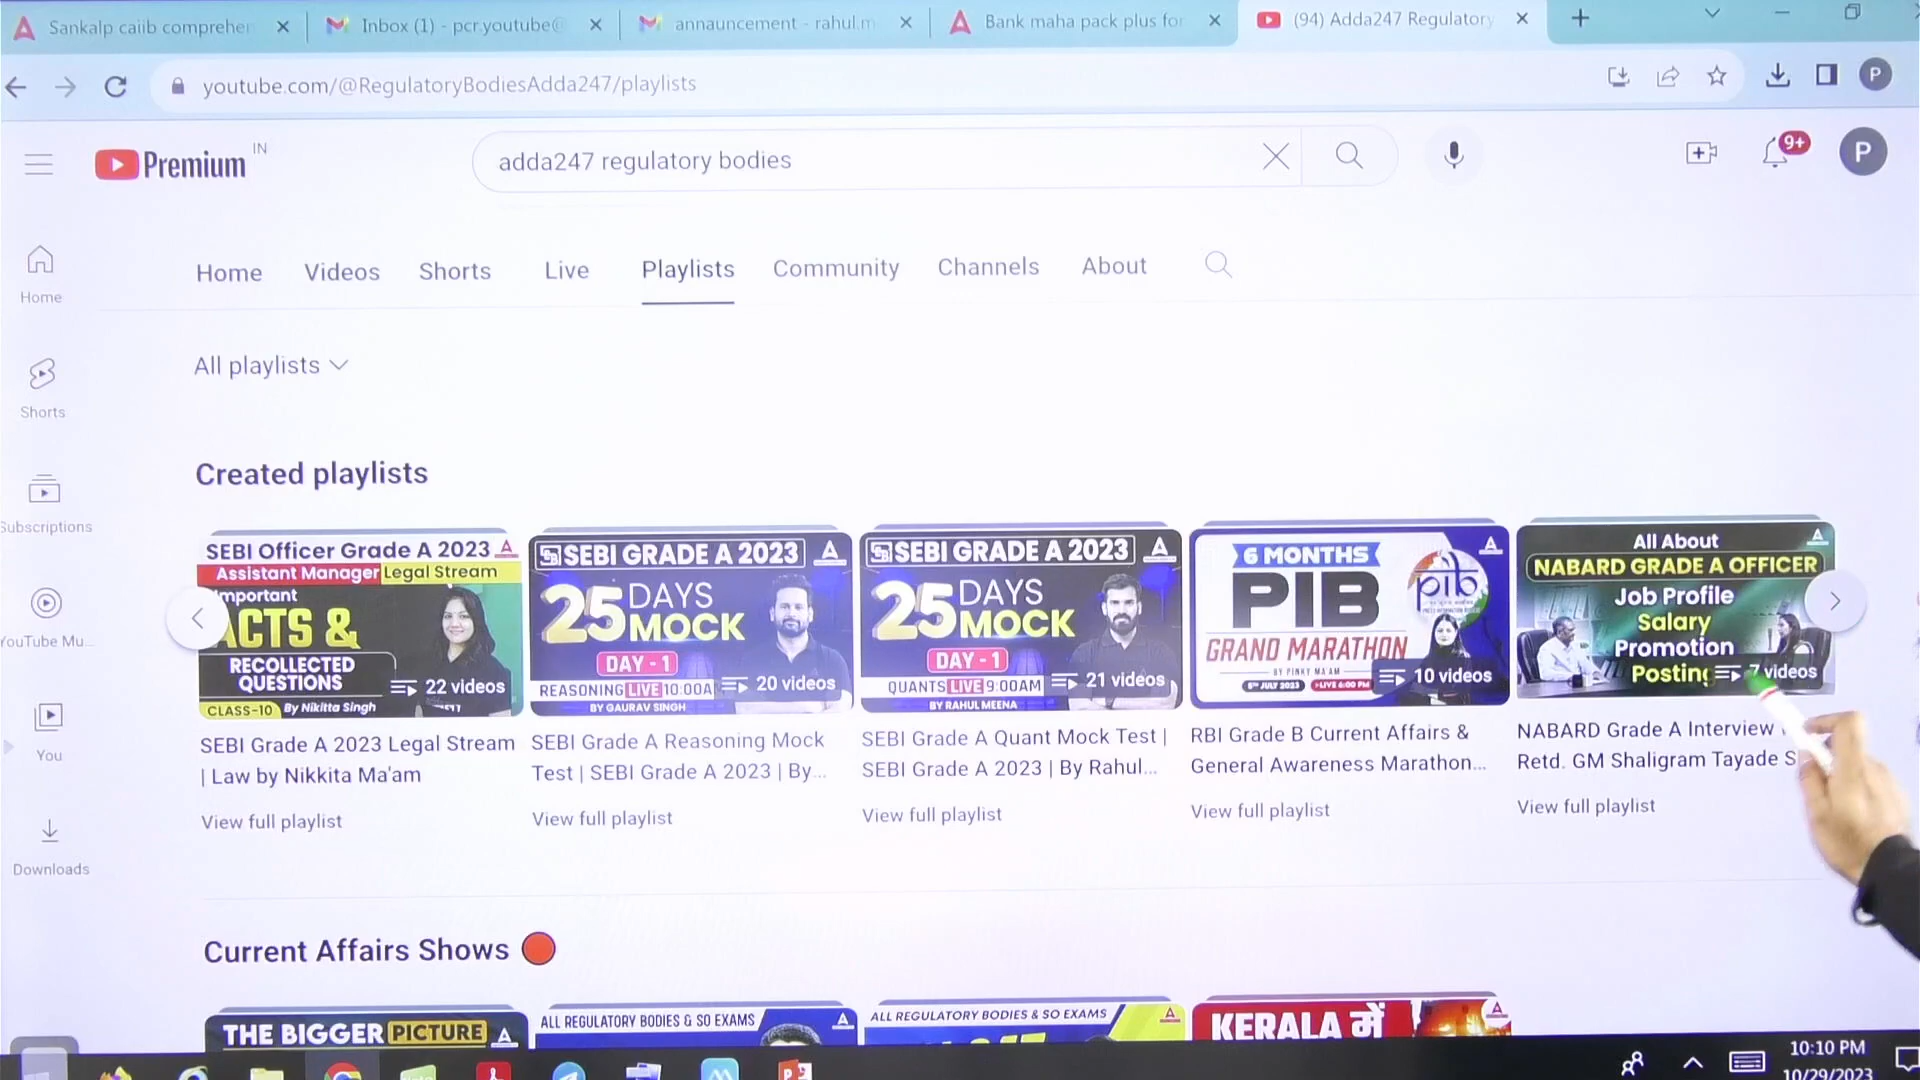 Sankalp caiib compreher
Inbox (1) - pcr.youtube@
annauncement - rahul.m
Bank maha pack plus for
(94) Adda247 Regulatory
youtube.com/@RegulatoryBodiesAdda247/playlists
P
Premium
IN
adda247 regulatory bodies
9+
P
Home
Videos
Shorts
Live
Playlists
Community
Channels
About
Home
Shorts
Subscriptions
YouTube Mu...
You
Downloads
All playlists
Created playlists
SEBI Officer Grade A 2023
Assistant Manager Legal Stream
Important
ACTS &
RECOLLECTED
QUESTIONS
22 videos
CLASS-10 By Nikitta Singh
SEBI Grade A 2023 Legal Stream
| Law by Nikkita Ma'am
View full playlist
SEBI GRADE A 2023
25 DAYS
MOCK
DAY - 1
20 videos
REASONING LIVE 10:00A
BY GAURAV SINGH
SEBI Grade A Reasoning Mock
Test | SEBI Grade A 2023 | By...
View full playlist
SEBI GRADE A 2023
25 DAYS
MOCK
DAY - 1
21 videos
QUANTS LIVE 9:00AM
BY RAHUL MEENA
SEBI Grade A Quant Mock Test |
SEBI Grade A 2023 | By Rahul...
View full playlist
6 MONTHS
PIB
pib
GRAND MARATHON
BY PINKY MA'AM
5TH JULY 2023 LIVE 6:00 PM
10 videos
RBI Grade B Current Affairs &
General Awareness Marathon...
View full playlist
All About
NABARD GRADE A OFFICER
Job Profile
Salary
Promotion
Posting
7 videos
NABARD Grade A Interview
Retd. GM Shaligram Tayade S
View full playlist
Current Affairs Shows
THE BIGGER PICTURE
ALL REGULATORY BODIES & SO EXAMS
ALL REGULATORY BODIES & SO EXAMS
KERALA में
10:10 PM
10/29/2023